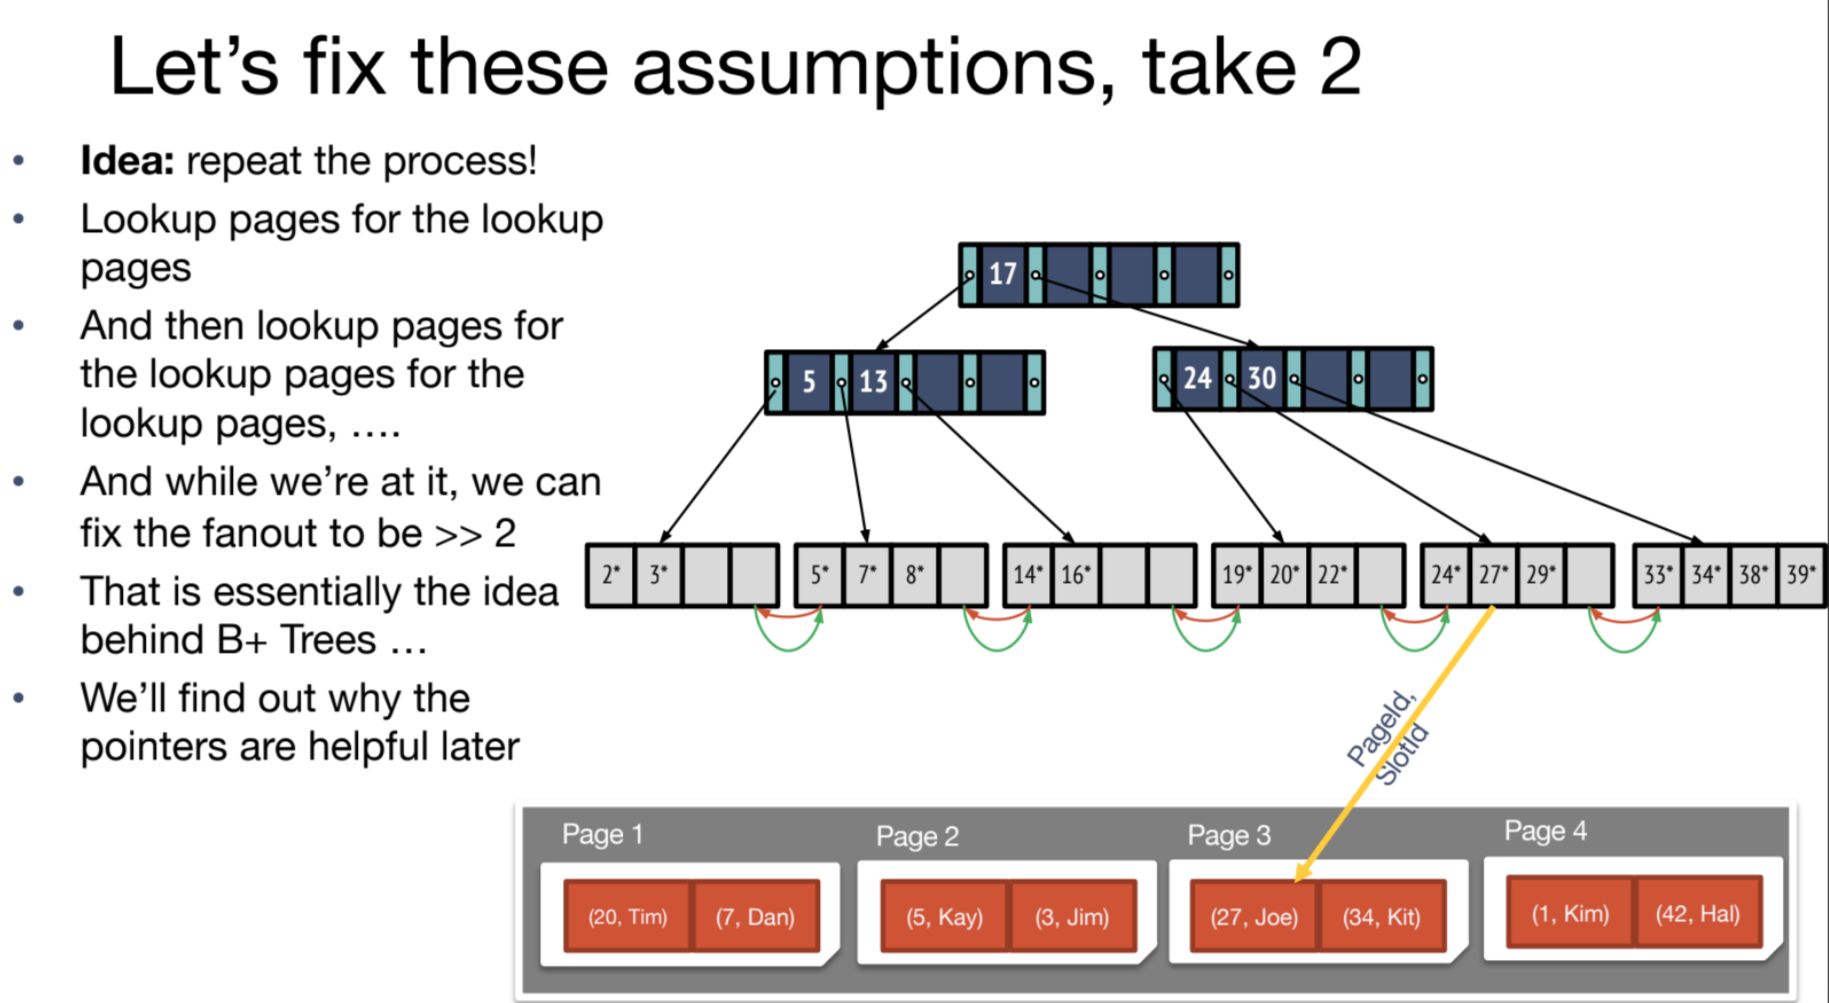 Let's fix these assumptions, take 2
• Idea: repeat the process!
• Lookup pages for the lookup
pages
• And then lookup pages for
the lookup pages for the
lookup pages, ….
• And while we're at it, we can
fix the fanout to be >> 2
• That is essentially the idea
behind B+ Trees …
• We'll find out why the
pointers are helpful later
17
5 13
24 30
2* 3*
5* 7* 8*
14* 16*
19* 20* 22*
24* 27* 29*
33* 34* 38* 39*
PageId,
SlotId
Page 1
(20, Tim) (7, Dan)
Page 2
(5, Kay) (3, Jim)
Page 3
(27, Joe) (34, Kit)
Page 4
(1, Kim) (42, Hal)